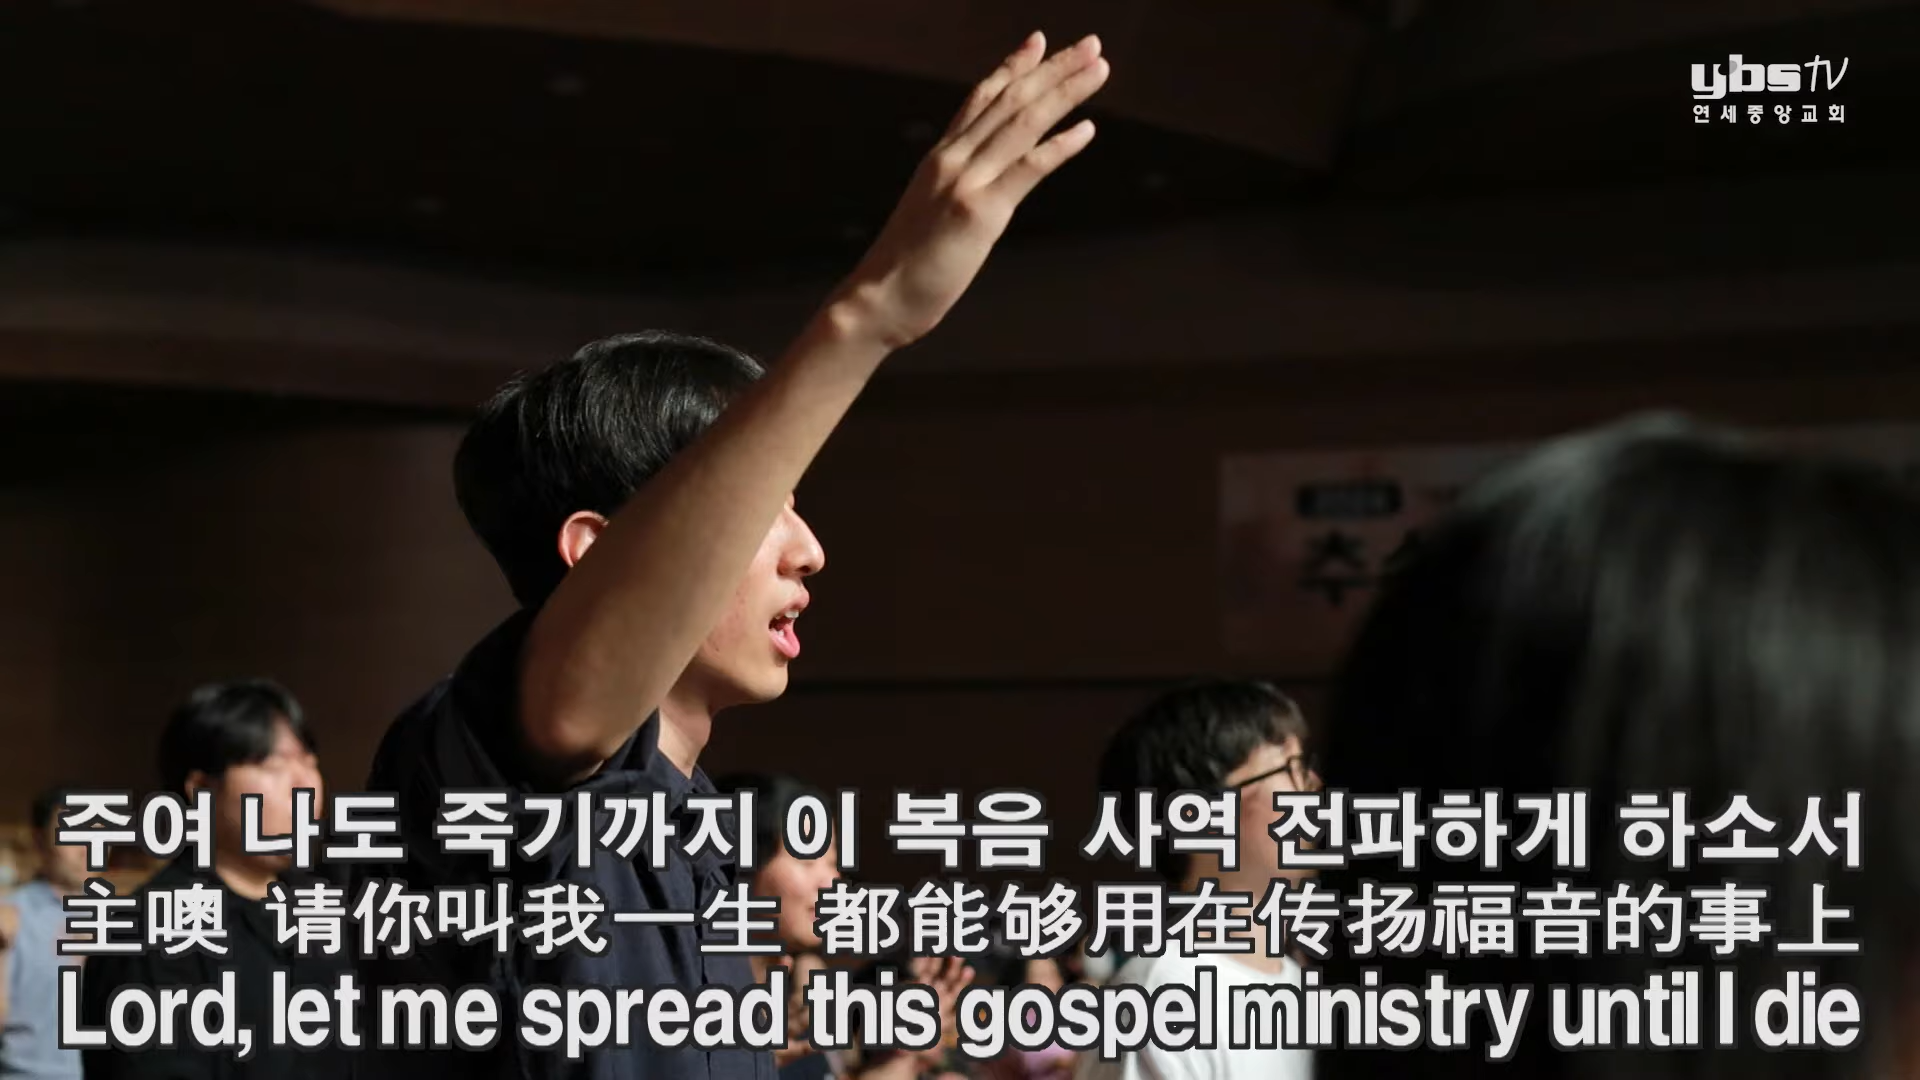 ybstv
연세중앙교회
주여 나도 죽기까지 이 복음 사역 전파하게 하소서
主噢 请你叫我一生 都能够用在传扬福音的事上
Lord, let me spread this gospel ministry until I die